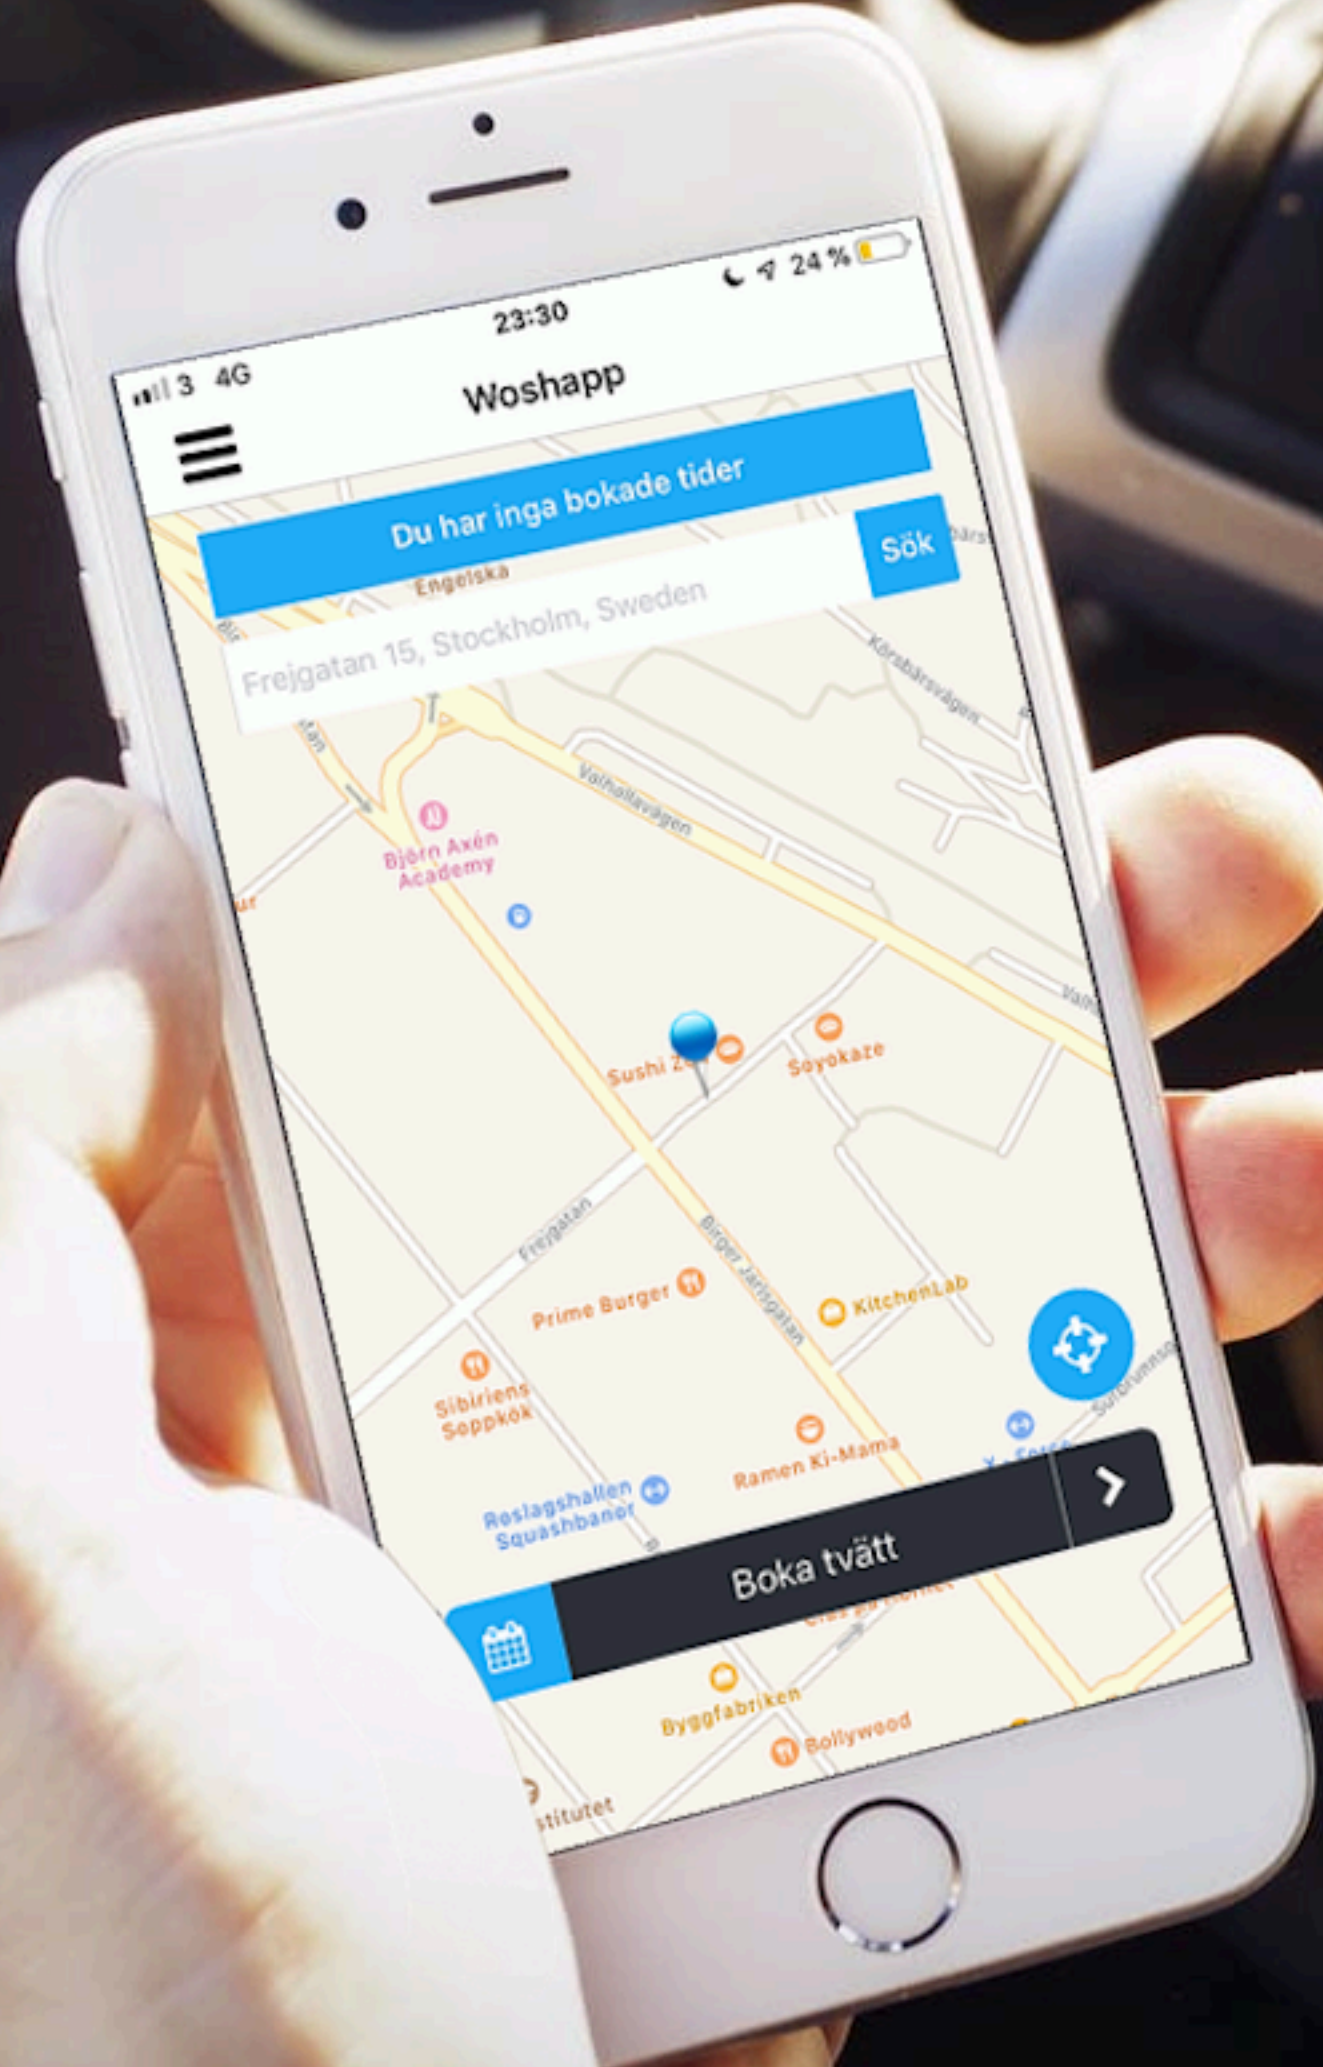 23:30
24 %
3 4G
Woshapp
Du har inga bokade tider
Sök
Engelska
Frejgatan 15, Stockholm, Sweden
Körsbärsvägen
Valhallavägen
Björn Axén
Academy
Sushi
Soyokaze
Frejgatan
Birger Jarlsgatan
Prime Burger
KitchenLab
Sibiriens
Soppkök
Ramen Ki-Mama
Roslagshallen
Squashbanor
Boka tvätt
Byggfabriken
Bollywood
stitutet